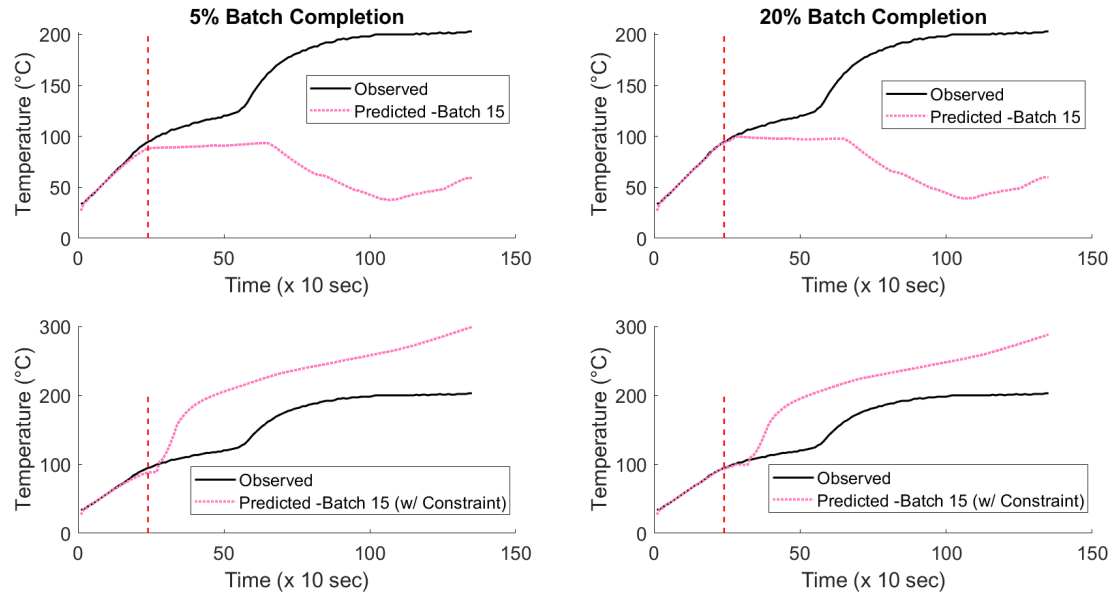 5% Batch Completion
200
150
100
50
0
Temperature (°C)
Observed
Predicted -Batch 15
0
50
100
150
Time (x 10 sec)
20% Batch Completion
200
150
100
50
0
Temperature (°C)
Observed
Predicted -Batch 15
0
50
100
150
Time (x 10 sec)
300
200
100
0
Temperature (°C)
Observed
Predicted -Batch 15 (w/ Constraint)
0
50
100
150
Time (x 10 sec)
300
200
100
0
Temperature (°C)
Observed
Predicted -Batch 15 (w/ Constraint)
0
50
100
150
Time (x 10 sec)